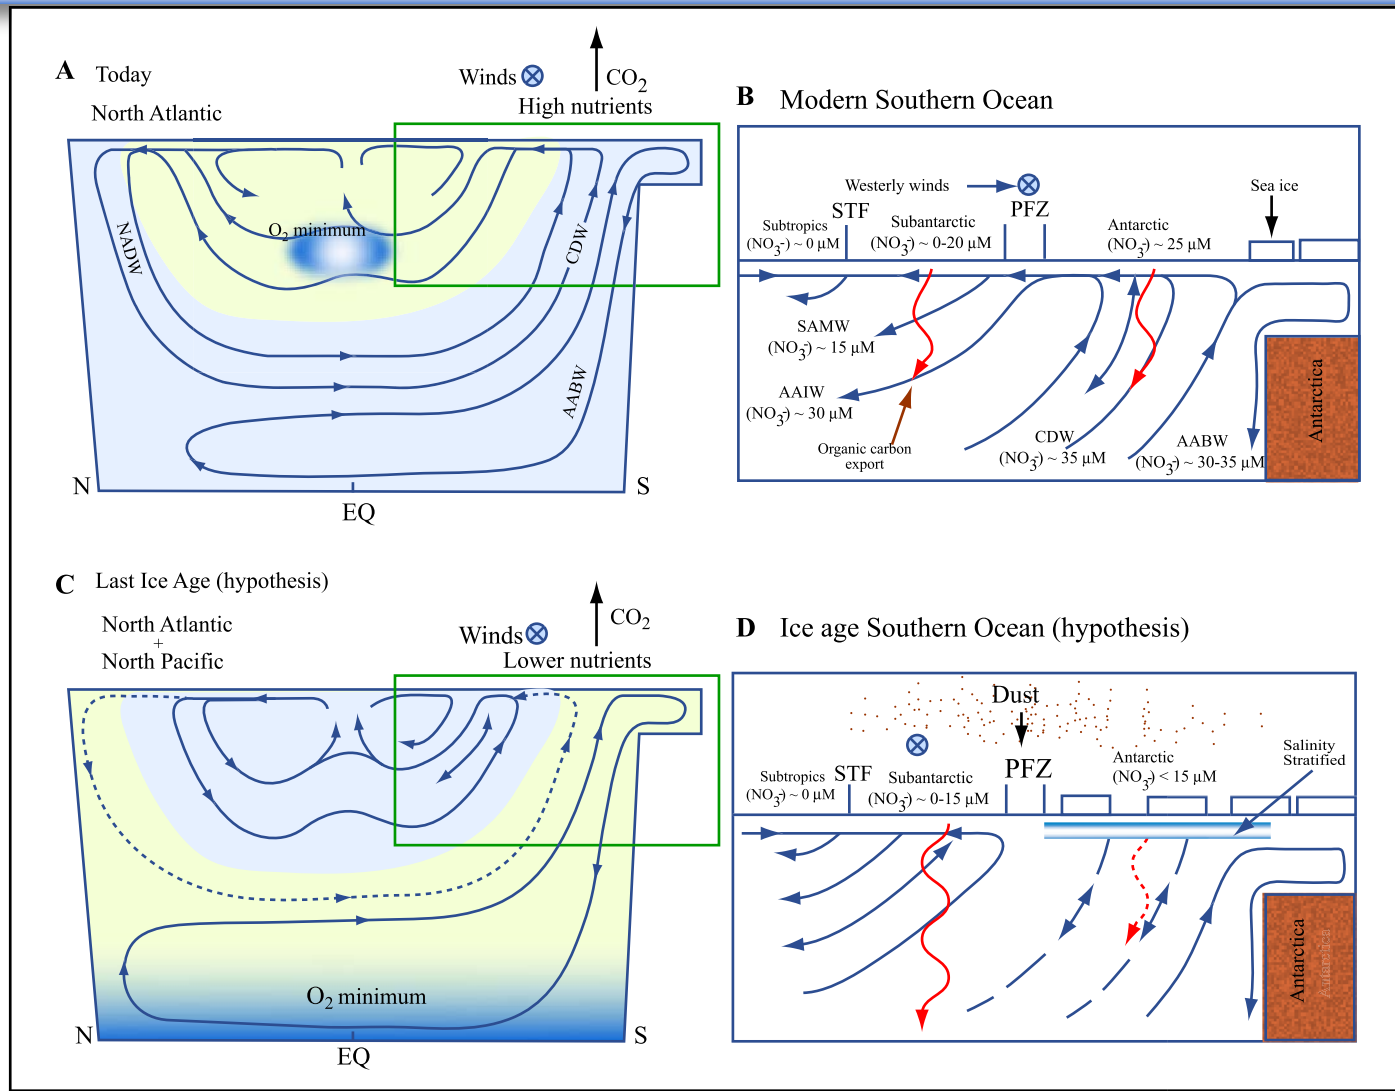 A Today
North Atlantic
Winds
CO2
High nutrients
O2 minimum
NADW
CDW
AABW
N
S
EQ
B Modern Southern Ocean
Westerly winds
Sea ice
STF
PFZ
Subtropics
(NO3-) ~ 0 µM
Subantarctic
(NO3-) ~ 0-20 µM
Antarctic
(NO3-) ~ 25 µM
SAMW
(NO3-) ~ 15 µM
AAIW
(NO3-) ~ 30 µM
Organic carbon
export
CDW
(NO3-) ~ 35 µM
AABW
(NO3-) ~ 30-35 µM
Antarctica
C Last Ice Age (hypothesis)
North Atlantic
+
North Pacific
Winds
CO2
Lower nutrients
O2 minimum
N
S
EQ
D Ice age Southern Ocean (hypothesis)
Dust
Salinity
Stratified
STF
PFZ
Subtropics
(NO3-) ~ 0 µM
Subantarctic
(NO3-) ~ 0-15 µM
Antarctic
(NO3-) < 15 µM
Antarctica
Antarctica